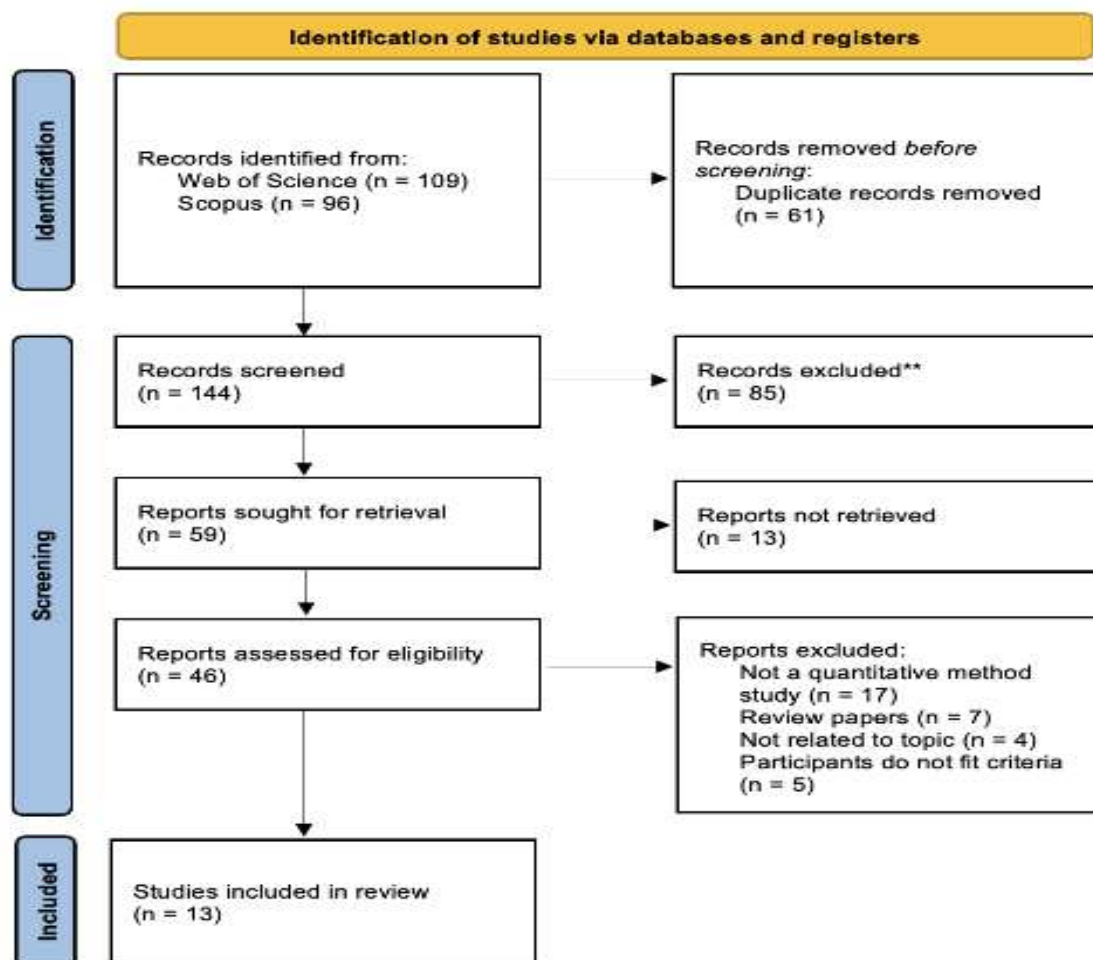 Identification of studies via databases and registers
Identification
Records identified from:
Web of Science (n = 109)
Scopus (n = 96)
Records removed before
screening:
Duplicate records removed
(n = 61)
Screening
Records screened
(n = 144)
Records excluded**
(n = 85)
Reports sought for retrieval
(n = 59)
Reports not retrieved
(n = 13)
Reports assessed for eligibility
(n = 46)
Reports excluded:
Not a quantitative method
study (n = 17)
Review papers (n = 7)
Not related to topic (n = 4)
Participants do not fit criteria
(n = 5)
Included
Studies included in review
(n = 13)